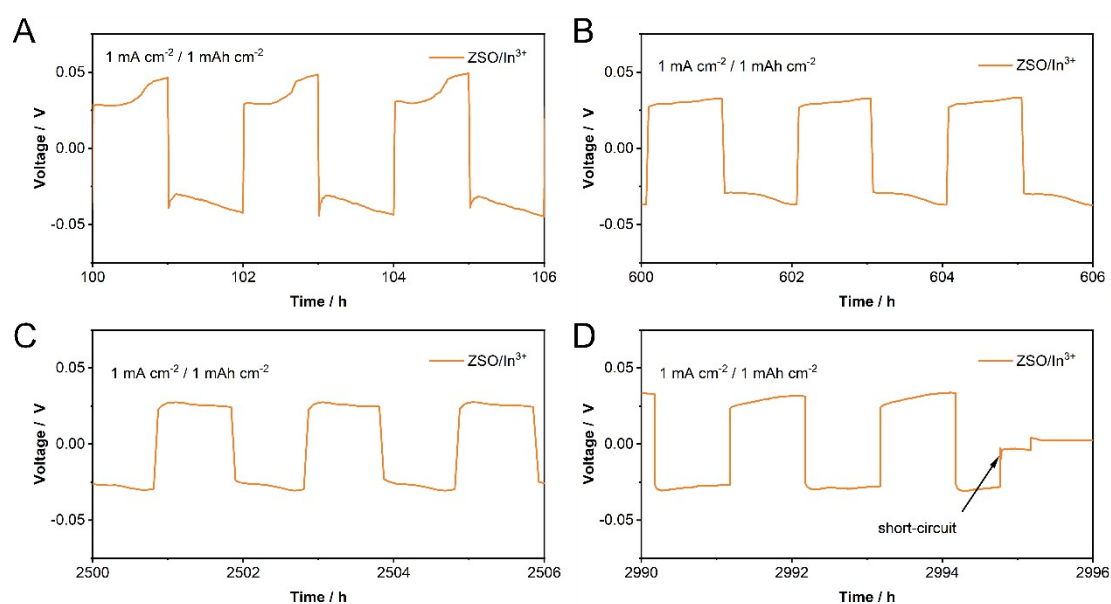 A
1 mA cm⁻² / 1 mAh cm⁻²
ZSO/In³⁺
0.05
0.00
-0.05
Voltage / V
100
102
104
106
Time / h
B
1 mA cm⁻² / 1 mAh cm⁻²
ZSO/In³⁺
0.05
0.00
-0.05
Voltage / V
600
602
604
606
Time / h
C
1 mA cm⁻² / 1 mAh cm⁻²
ZSO/In³⁺
0.05
0.00
-0.05
Voltage / V
2500
2502
2504
2506
Time / h
D
1 mA cm⁻² / 1 mAh cm⁻²
ZSO/In³⁺
0.05
0.00
-0.05
Voltage / V
short-circuit
2990
2992
2994
2996
Time / h